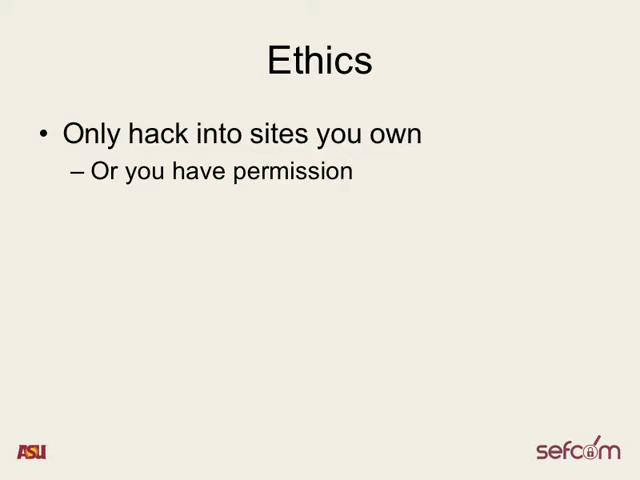 Ethics
• Only hack into sites you own
– Or you have permission
ASU
sefcom